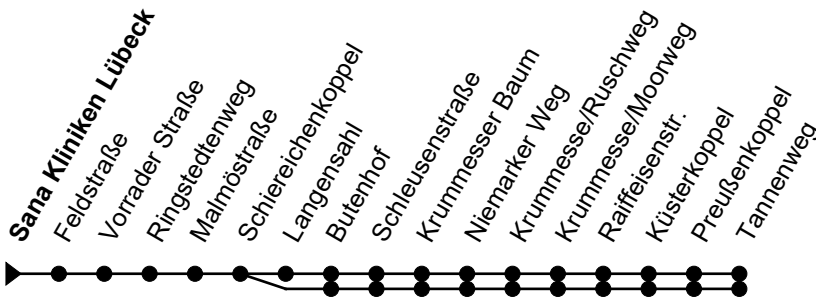 Sana Kliniken Lübeck
Feldstraße
Vorrader Straße
Ringstedtenweg
Malmöstraße
Schiereichenkoppel
Langensahl
Butenhof
Schleusenstraße
Krummesser Baum
Niemarker Weg
Krummesse/Ruschweg
Krummesse/Moorweg
Raiffeisenstr.
Küsterkoppel
Preußenkoppel
Tannenweg